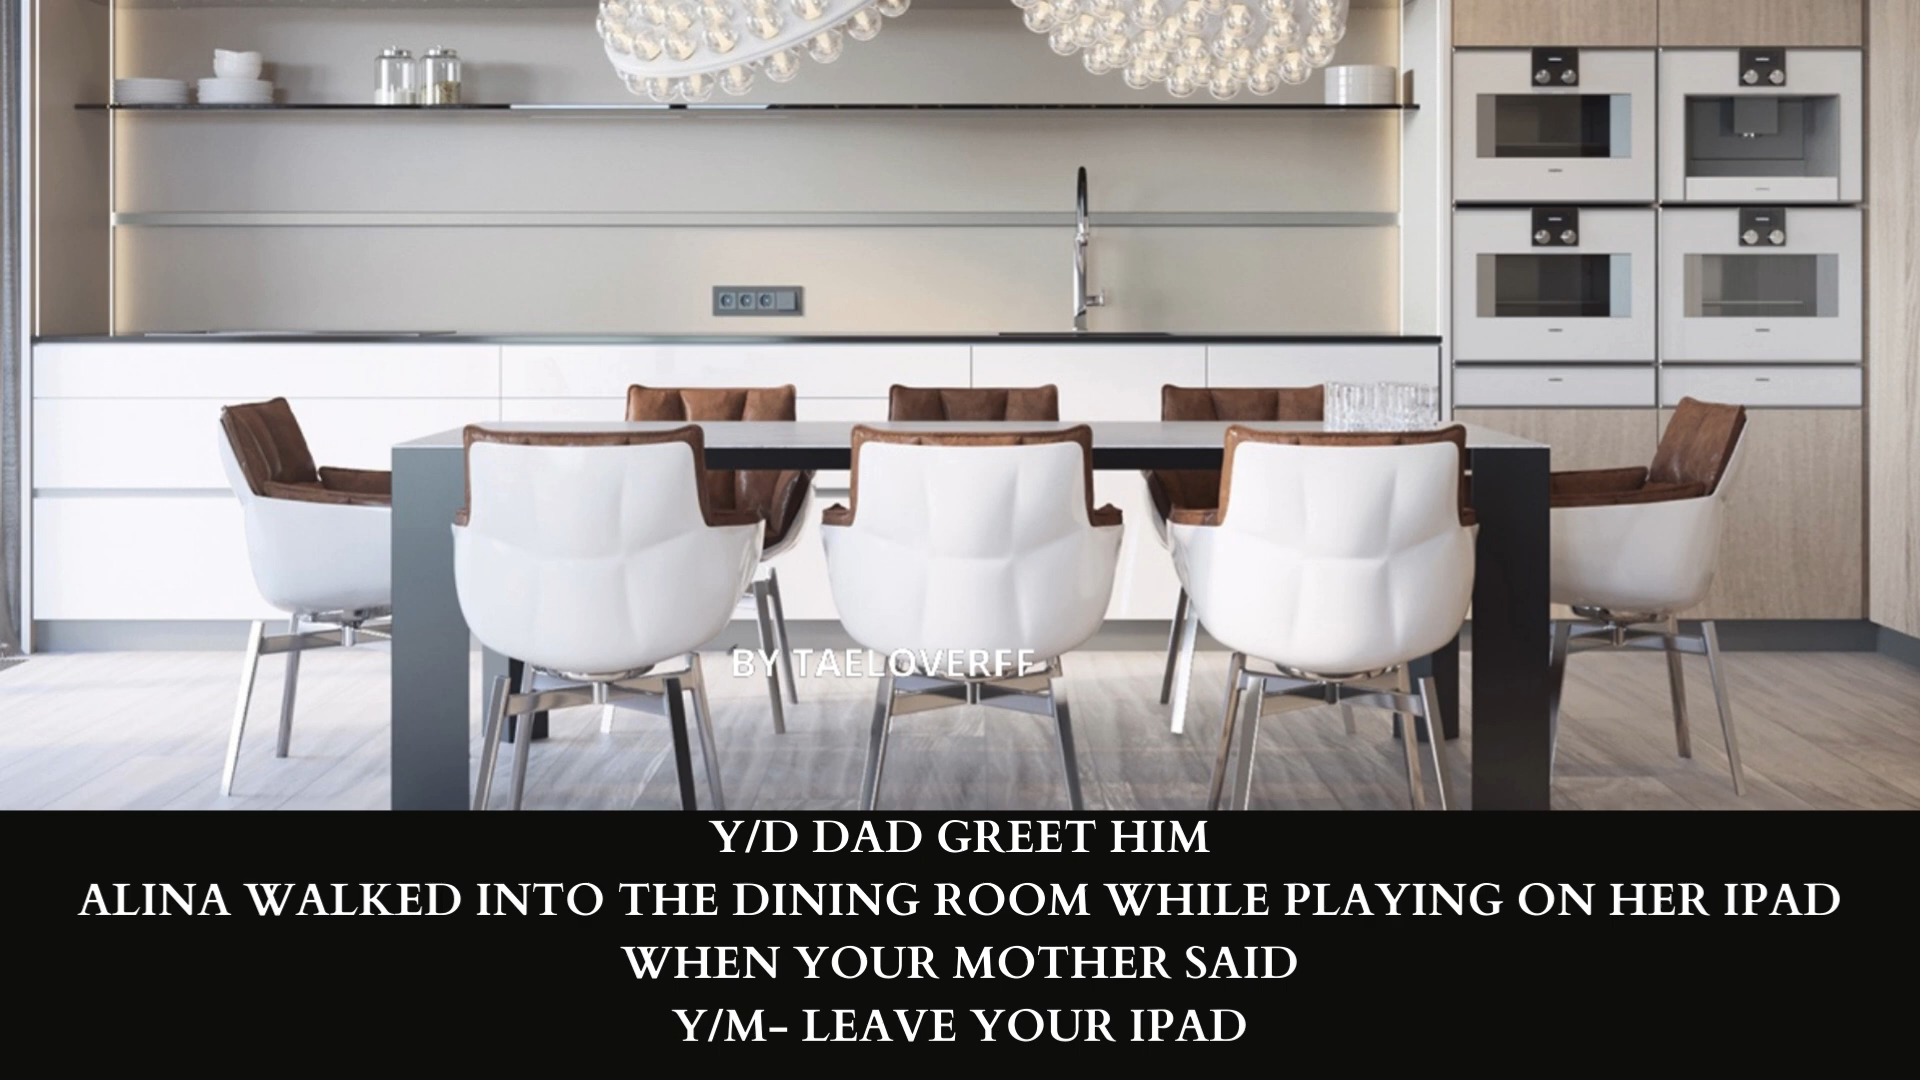 BY TAELOVERFF
Y/D DAD GREET HIM
ALINA WALKED INTO THE DINING ROOM WHILE PLAYING ON HER IPAD
WHEN YOUR MOTHER SAID
Y/M- LEAVE YOUR IPAD